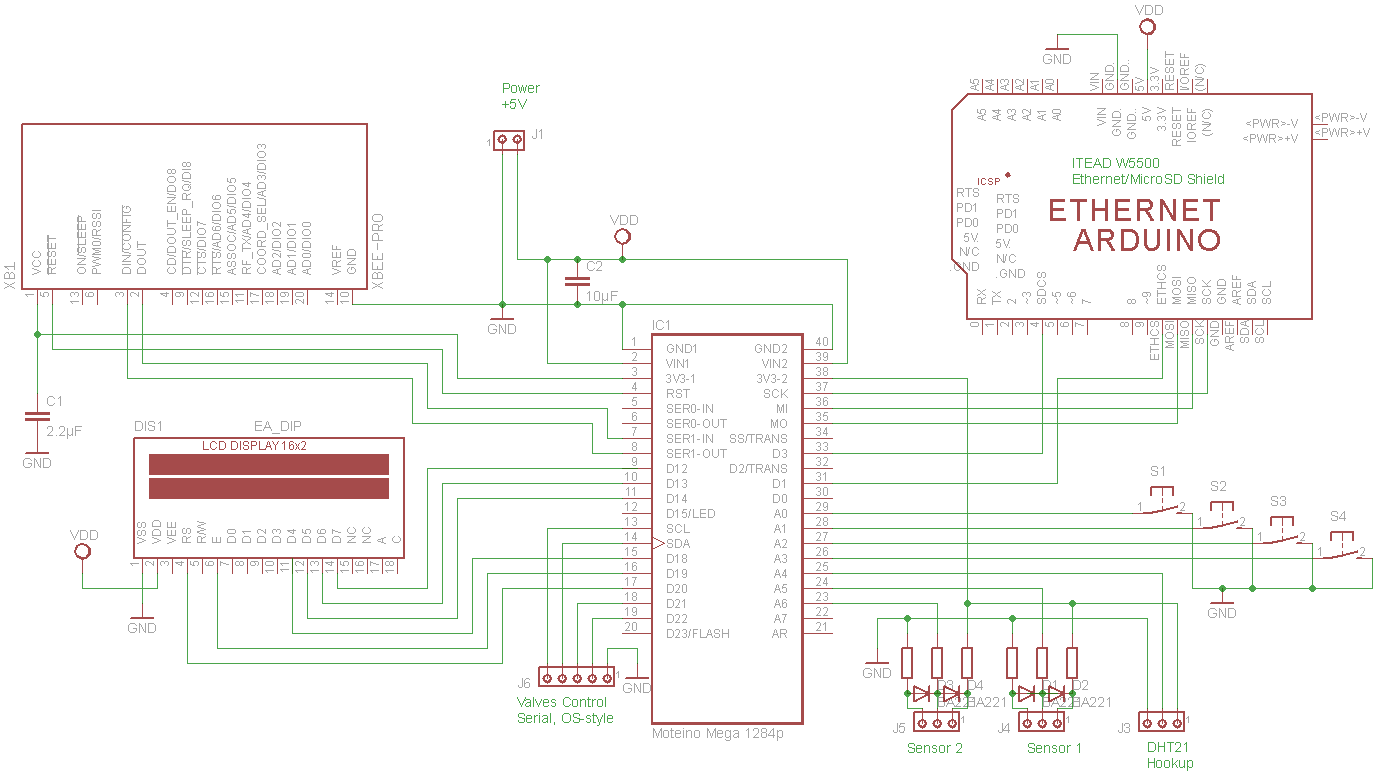 VDD
GND
VIN
GND.
GND..
5V
3.3V
RESET
IOREF
(N/C)
A5
A4
A3
A2
A1
A0
A5
A4
A3
A2
A1
A0
VIN
GND.
GND..
5V
3.3V
RESET
IOREF
(N/C)
<PWR>-V
<PWR>+V
<PWR>-V
<PWR>+V
ITEAD W5500
Ethernet/MicroSD Shield
ICSP
ETHERNET
ARDUINO
RTS
PD1
PD0
5V.
N/C
.GND
RTS
PD1
PD0
5V.
N/C
.GND
RX
TX
2
~3
SDCS
~5
~6
7
8
~9
ETHCS
MOSI
MISO
SCK
GND
AREF
SDA
SCL
0
1
2
3
4
5
6
7
8
9
ETHCS
MOSI
MISO
SCK
GND
AREF
SDA
SCL
Power
+5V
J1
1
XB1
XBEE-PRO
VCC
RESET
ON/SLEEP
PWM0/RSSI
DIN/CONFIG
DOUT
CD/DOUT_EN/DO8
DTR/SLEEP_RQ/DI8
CTS/DIO7
RTS/AD6/DIO6
ASSOC/AD5/DIO5
RF_TX/AD4/DIO4
COORD_SEL/AD3/DIO3
AD2/DIO2
AD1/DIO1
AD0/DIO0
VREF
GND
1
5
13
6
3
2
4
9
12
16
15
11
17
18
19
20
14
10
VDD
C2
10µF
GND
C1
2.2µF
GND
IC1
1 GND1 GND2 40
2 VIN1 VIN2 39
3 3V3-1 3V3-2 38
4 RST SCK 37
5 SER0-IN MI 36
6 SER0-OUT MO 35
7 SER1-IN SS/TRANS 34
8 SER1-OUT D3 33
9 D12 D2/TRANS 32
10 D13 D1 31
11 D14 D0 30
12 D15/LED A0 29
13 SCL A1 28
14 SDA A2 27
15 D18 A3 26
16 D19 A4 25
17 D20 A5 24
18 D21 A6 23
19 D22 A7 22
20 D23/FLASH AR 21
Moteino Mega 1284p
DIS1
EA_DIP
LCD DISPLAY 16x2
VSS
VDD
VEE
RS
R/W
E
D0
D1
D2
D3
D4
D5
D6
D7
NC
NC
A
C
1
2
3
4
5
6
7
8
9
10
11
12
13
14
15
16
17
18
VDD
GND
J6
1
GND
Valves Control
Serial, OS-style
S1
1 2
S2
1 2
S3
1 2
S4
1 2
GND
GND
D3
D4
BA221
BA221
J5
1
Sensor 2
D1
D2
BA221
BA221
J4
1
Sensor 1
J3
1
DHT21
Hookup